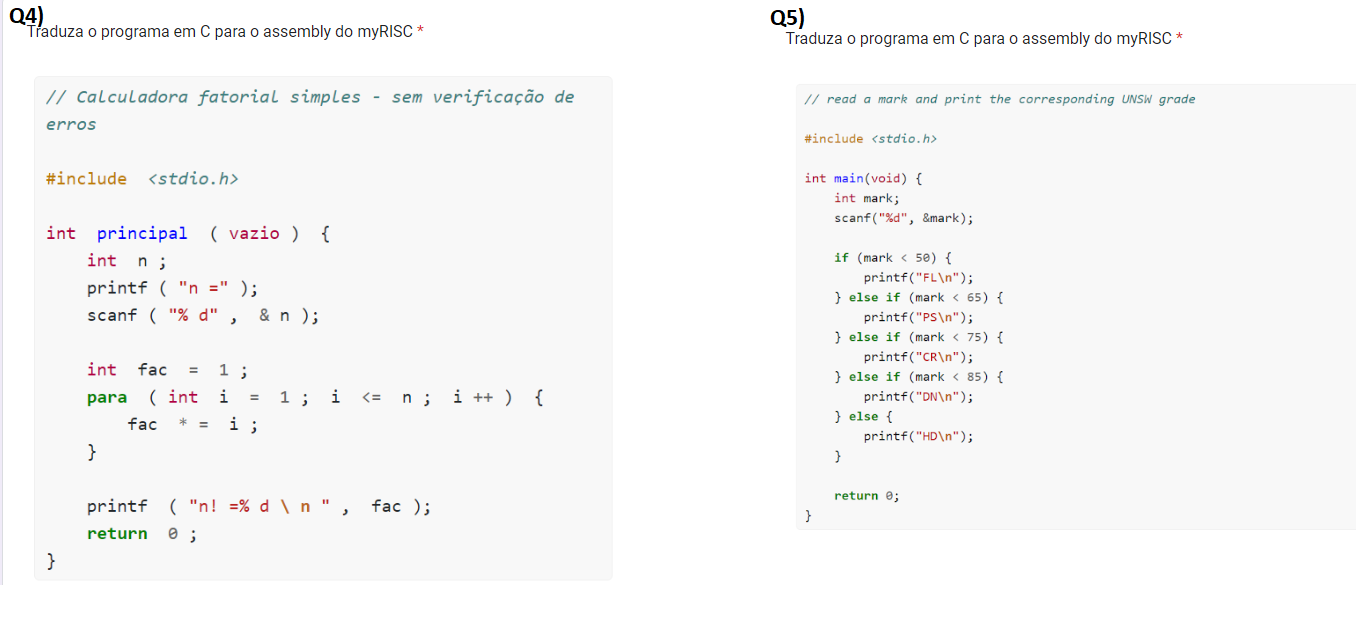 Q4)
Traduza o programa em C para o assembly do myRISC *
// Calculadora fatorial simples - sem verificação de
erros
#include <stdio.h>
int principal ( vazio ) {
int n ;
printf ( "n =" );
scanf ( "% d" , & n );
int fac = 1 ;
para ( int i = 1 ; i <= n ; i ++ ) {
fac * = i ;
}
printf ( "n! =% d \ n " , fac );
return 0 ;
}
Q5)
Traduza o programa em C para o assembly do myRISC *
// read a mark and print the corresponding UNSW grade
#include <stdio.h>
int main(void) {
int mark;
scanf("%d", &mark);
if (mark < 50) {
printf("FL\n");
} else if (mark < 65) {
printf("PS\n");
} else if (mark < 75) {
printf("CR\n");
} else if (mark < 85) {
printf("DN\n");
} else {
printf("HD\n");
}
return 0;
}